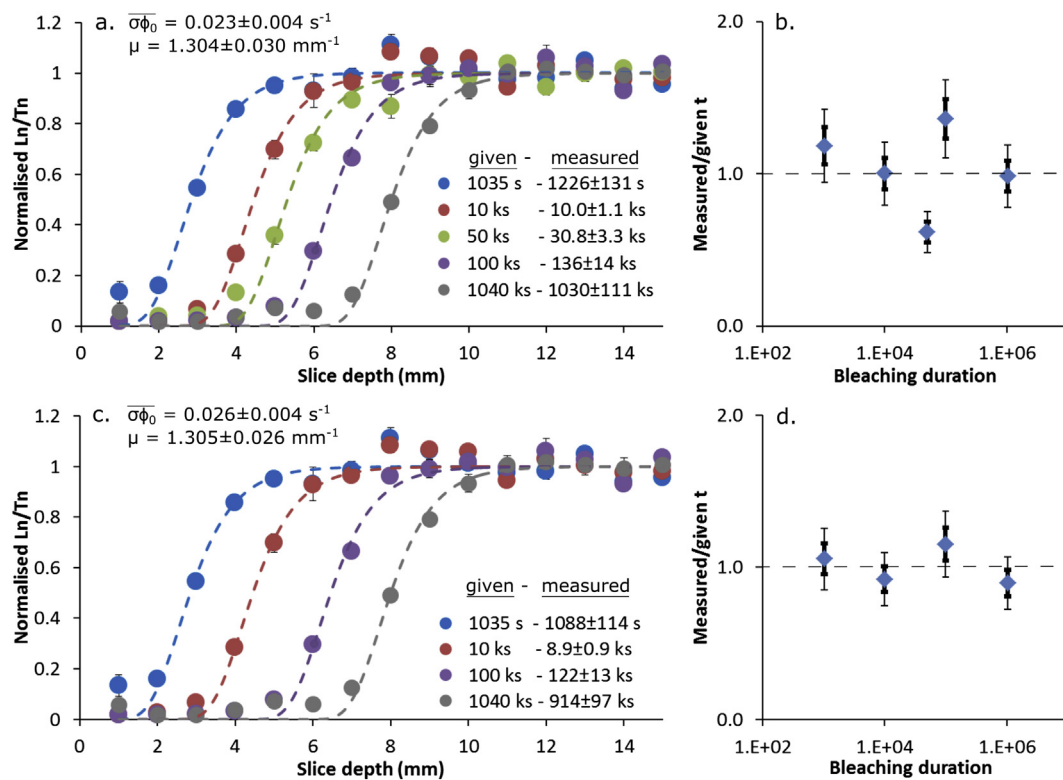 a.
σϕ₀ = 0.023±0.004 s⁻¹
μ = 1.304±0.030 mm⁻¹
Normalised Ln/Tn
1.2
1
0.8
0.6
0.4
0.2
0
given - measured
1035 s - 1226±131 s
10 ks - 10.0±1.1 ks
50 ks - 30.8±3.3 ks
100 ks - 136±14 ks
1040 ks - 1030±111 ks
0 2 4 6 8 10 12 14
Slice depth (mm)
b.
Measured/given t
2.0
1.0
0.0
1.E+02 1.E+04 1.E+06
Bleaching duration
c.
σϕ₀ = 0.026±0.004 s⁻¹
μ = 1.305±0.026 mm⁻¹
Normalised Ln/Tn
1.2
1
0.8
0.6
0.4
0.2
0
given - measured
1035 s - 1088±114 s
10 ks - 8.9±0.9 ks
100 ks - 122±13 ks
1040 ks - 914±97 ks
0 2 4 6 8 10 12 14
Slice depth (mm)
d.
Measured/given t
2.0
1.0
0.0
1.E+02 1.E+04 1.E+06
Bleaching duration